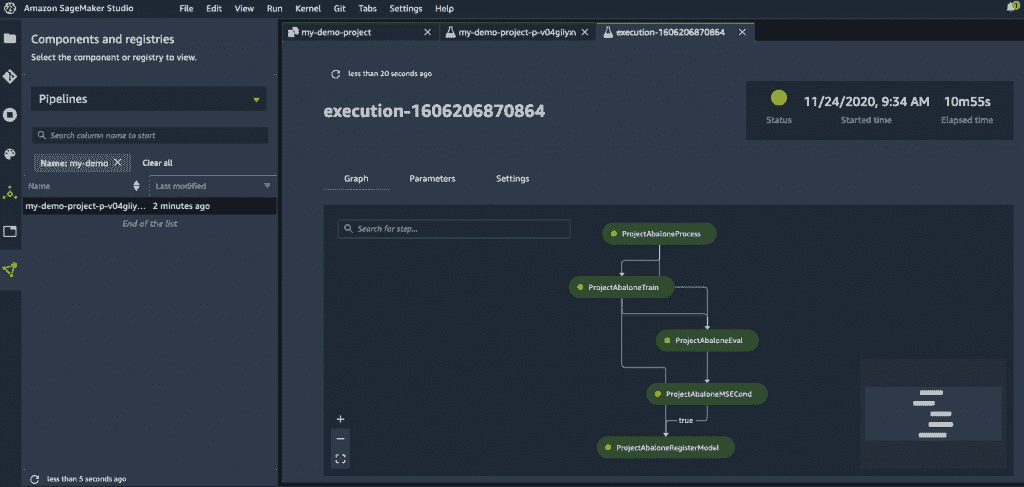 Amazon SageMaker Studio File Edit View Run Kernel Git Tabs Settings Help
1
Components and registries
Select the component or registry to view.
Pipelines
Search column name to start
Name: my-demo Clear all
Name Last modified
my-demo-project-p-v04giiy... 2 minutes ago
End of the list
less than 5 seconds ago
my-demo-project my-demo-project-p-v04giiyxv execution-1606206870864
less than 20 seconds ago
execution-1606206870864
11/24/2020, 9:34 AM 10m55s
Status Started time Elapsed time
Graph Parameters Settings
Search for step...
ProjectAbaloneProcess
ProjectAbaloneTrain
ProjectAbaloneEval
ProjectAbaloneMSECond
true
ProjectAbaloneRegisterModel